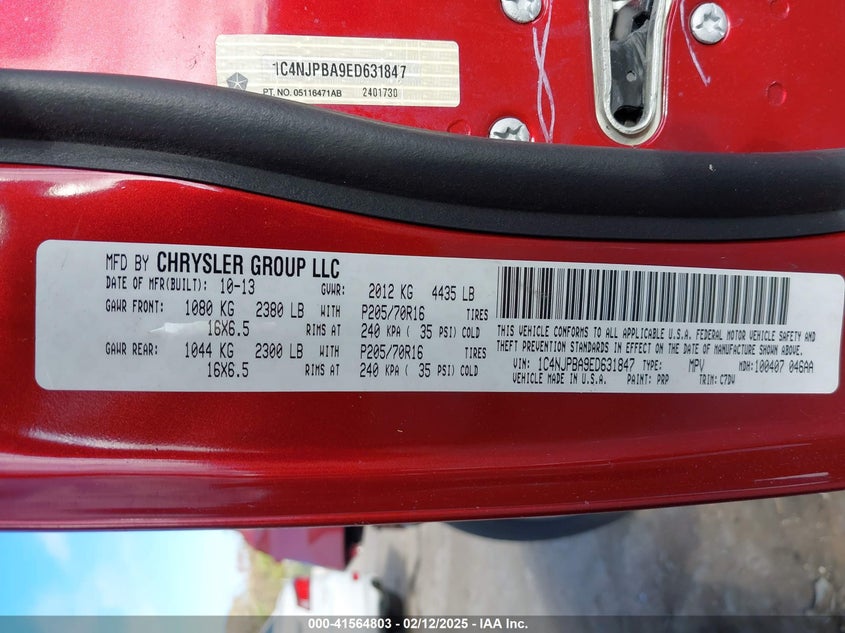 1C4NJPBA9ED631847
PT. NO. 05116471AB 2401730
MFD BY CHRYSLER GROUP LLC
DATE OF MFR(BUILT): 10-13 GVWR: 2012 KG 4435 LB
GAWR FRONT: 1080 KG 2380 LB WITH P205/70R16 TIRES
16X6.5 RIMS AT 240 KPA ( 35 PSI) COLD
GAWR REAR: 1044 KG 2300 LB WITH P205/70R16 TIRES
16X6.5 RIMS AT 240 KPA ( 35 PSI) COLD
THIS VEHICLE CONFORMS TO ALL APPLICABLE U.S.A. FEDERAL MOTOR VEHICLE SAFETY AND
THEFT PREVENTION STANDARDS IN EFFECT ON THE DATE OF MANUFACTURE SHOWN ABOVE.
VIN: 1C4NJPBA9ED631847 TYPE: MPV MDH:100407 046AA
VEHICLE MADE IN U.S.A. PAINT: PRP TRIM: C7DV
000-41564803 - 02/12/2025 - IAA Inc.